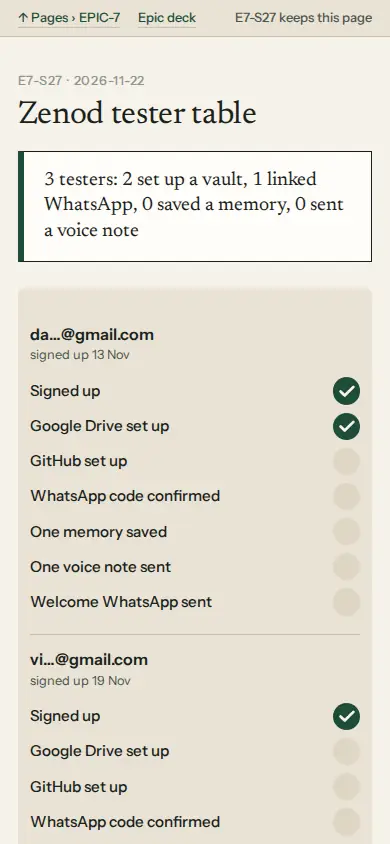 ↑ Pages › EPIC-7 Epic deck E7-S27 keeps this page
E7-S27 · 2026-11-22
Zenod tester table
3 testers: 2 set up a vault, 1 linked
WhatsApp, 0 saved a memory, 0 sent
a voice note
da...@gmail.com
signed up 13 Nov
Signed up
Google Drive set up
GitHub set up
WhatsApp code confirmed
One memory saved
One voice note sent
Welcome WhatsApp sent
vi...@gmail.com
signed up 19 Nov
Signed up
Google Drive set up
GitHub set up
WhatsApp code confirmed